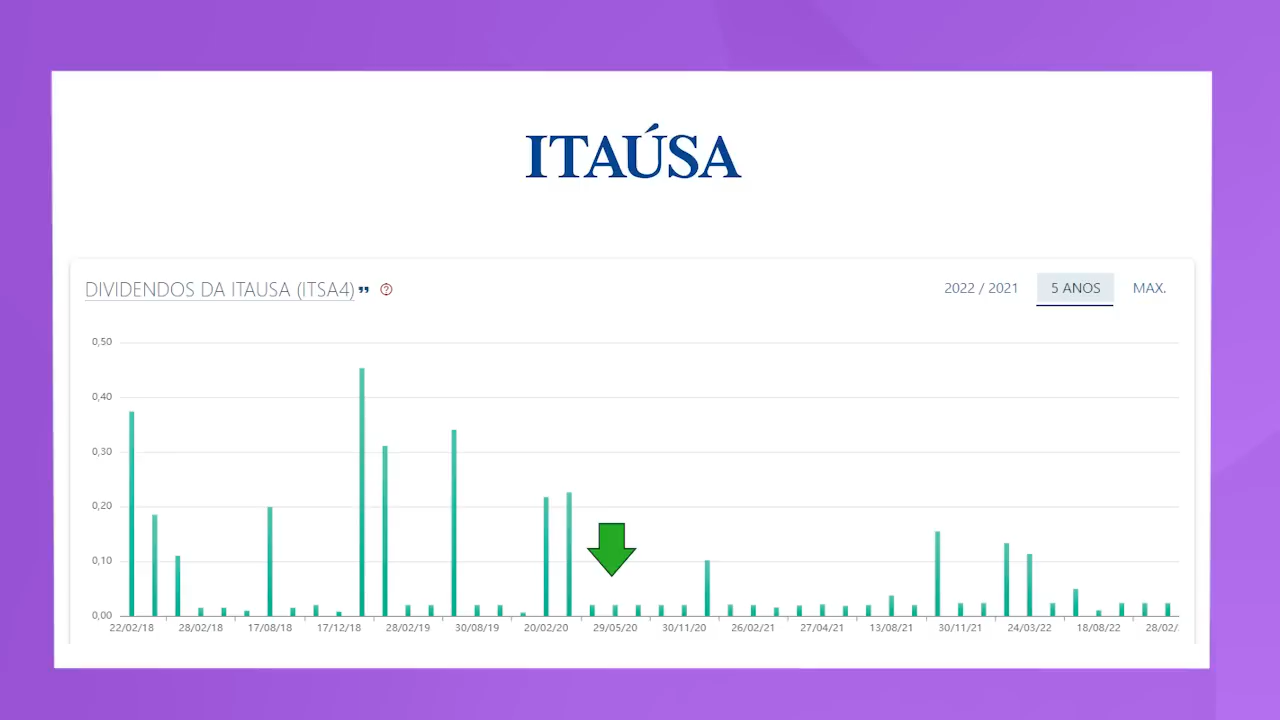 ITAÚSA
DIVIDENDOS DA ITAUSA (ITSA4)
2022 / 2021
5 ANOS
MAX.
0,50
0,40
0,30
0,20
0,10
0,00
22/02/18 28/02/18 17/08/18 17/12/18 28/02/19 30/08/19 20/02/20 29/05/20 30/11/20 26/02/21 27/04/21 13/08/21 30/11/21 24/03/22 18/08/22 28/02/